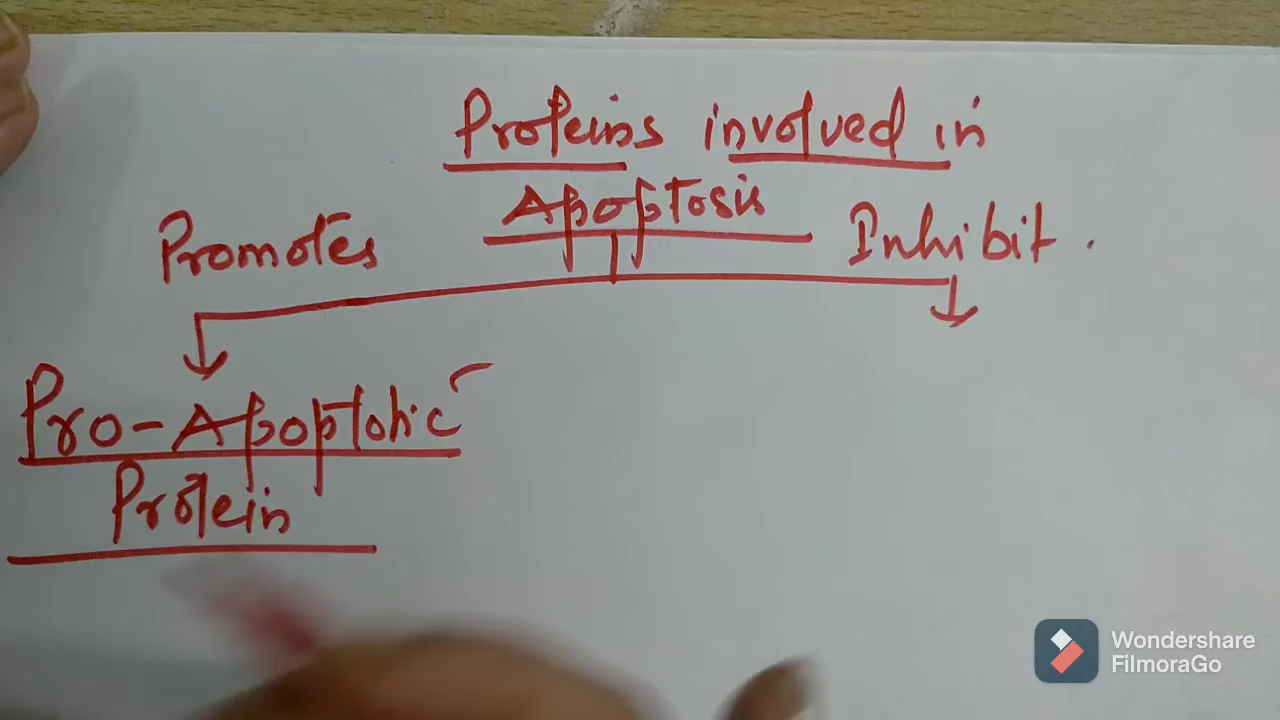 Proteins involved in
Apoptosis
Promotes
Inhibit.
Pro-Apoptotic
Protein
Wondershare
FilmoraGo